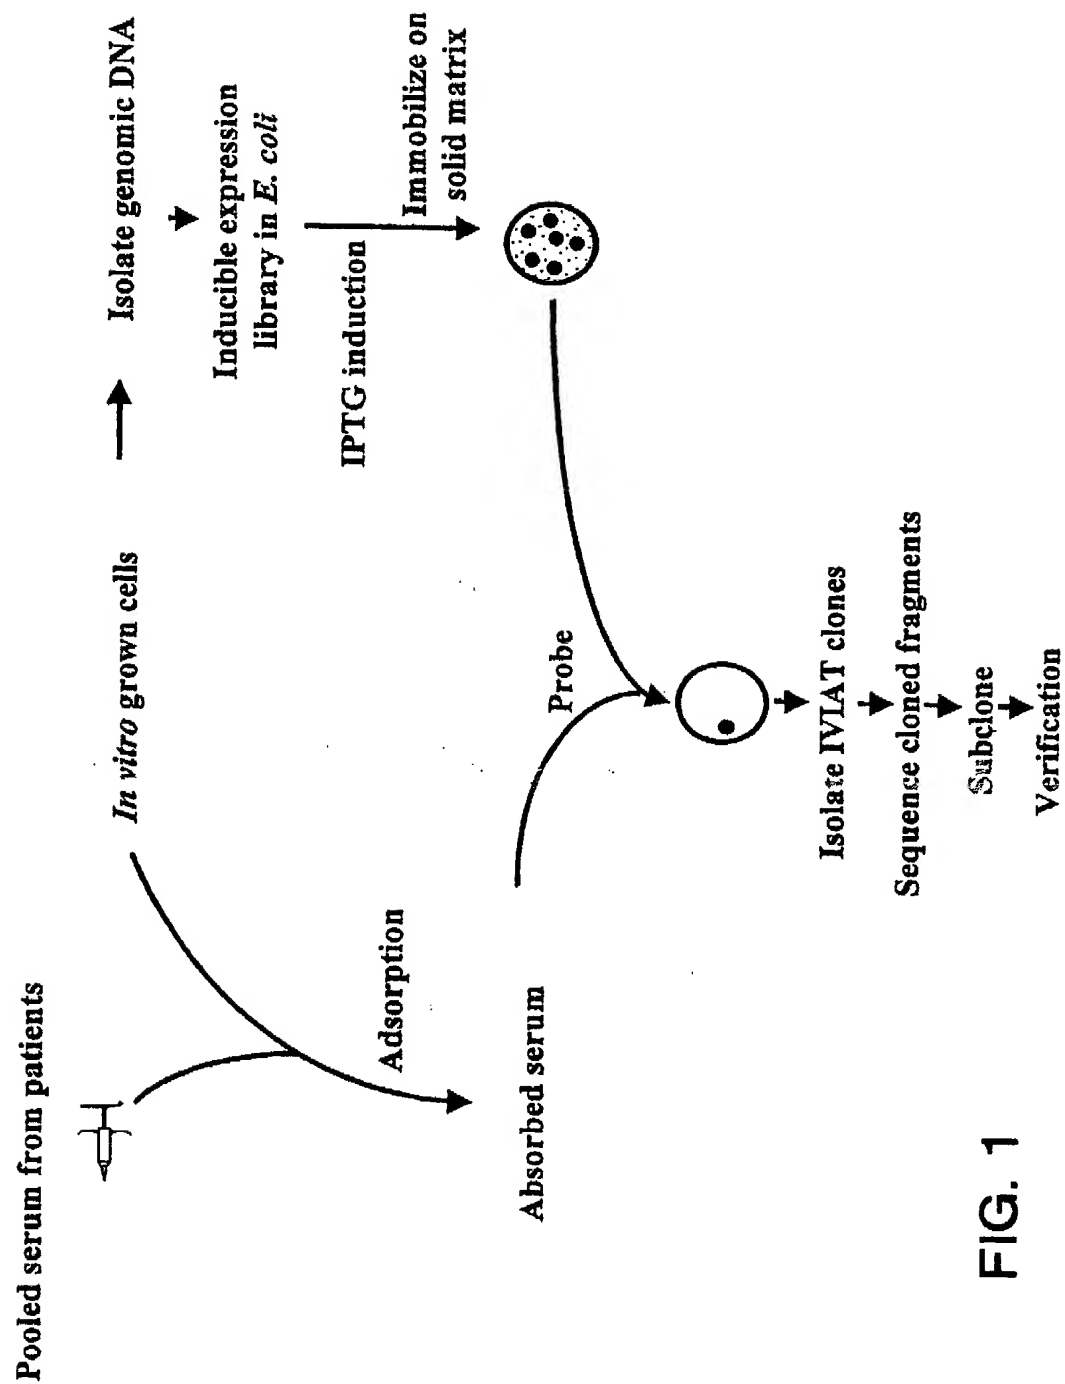 Pooled serum from patients
In vitro grown cells
Isolate genomic DNA
Inducible expression
library in E. coli
IPTG induction
Immobilize on
solid matrix
Adsorption
Absorbed serum
Probe
Isolate IVIAT clones
Sequence cloned fragments
Subclone
Verification
FIG. 1